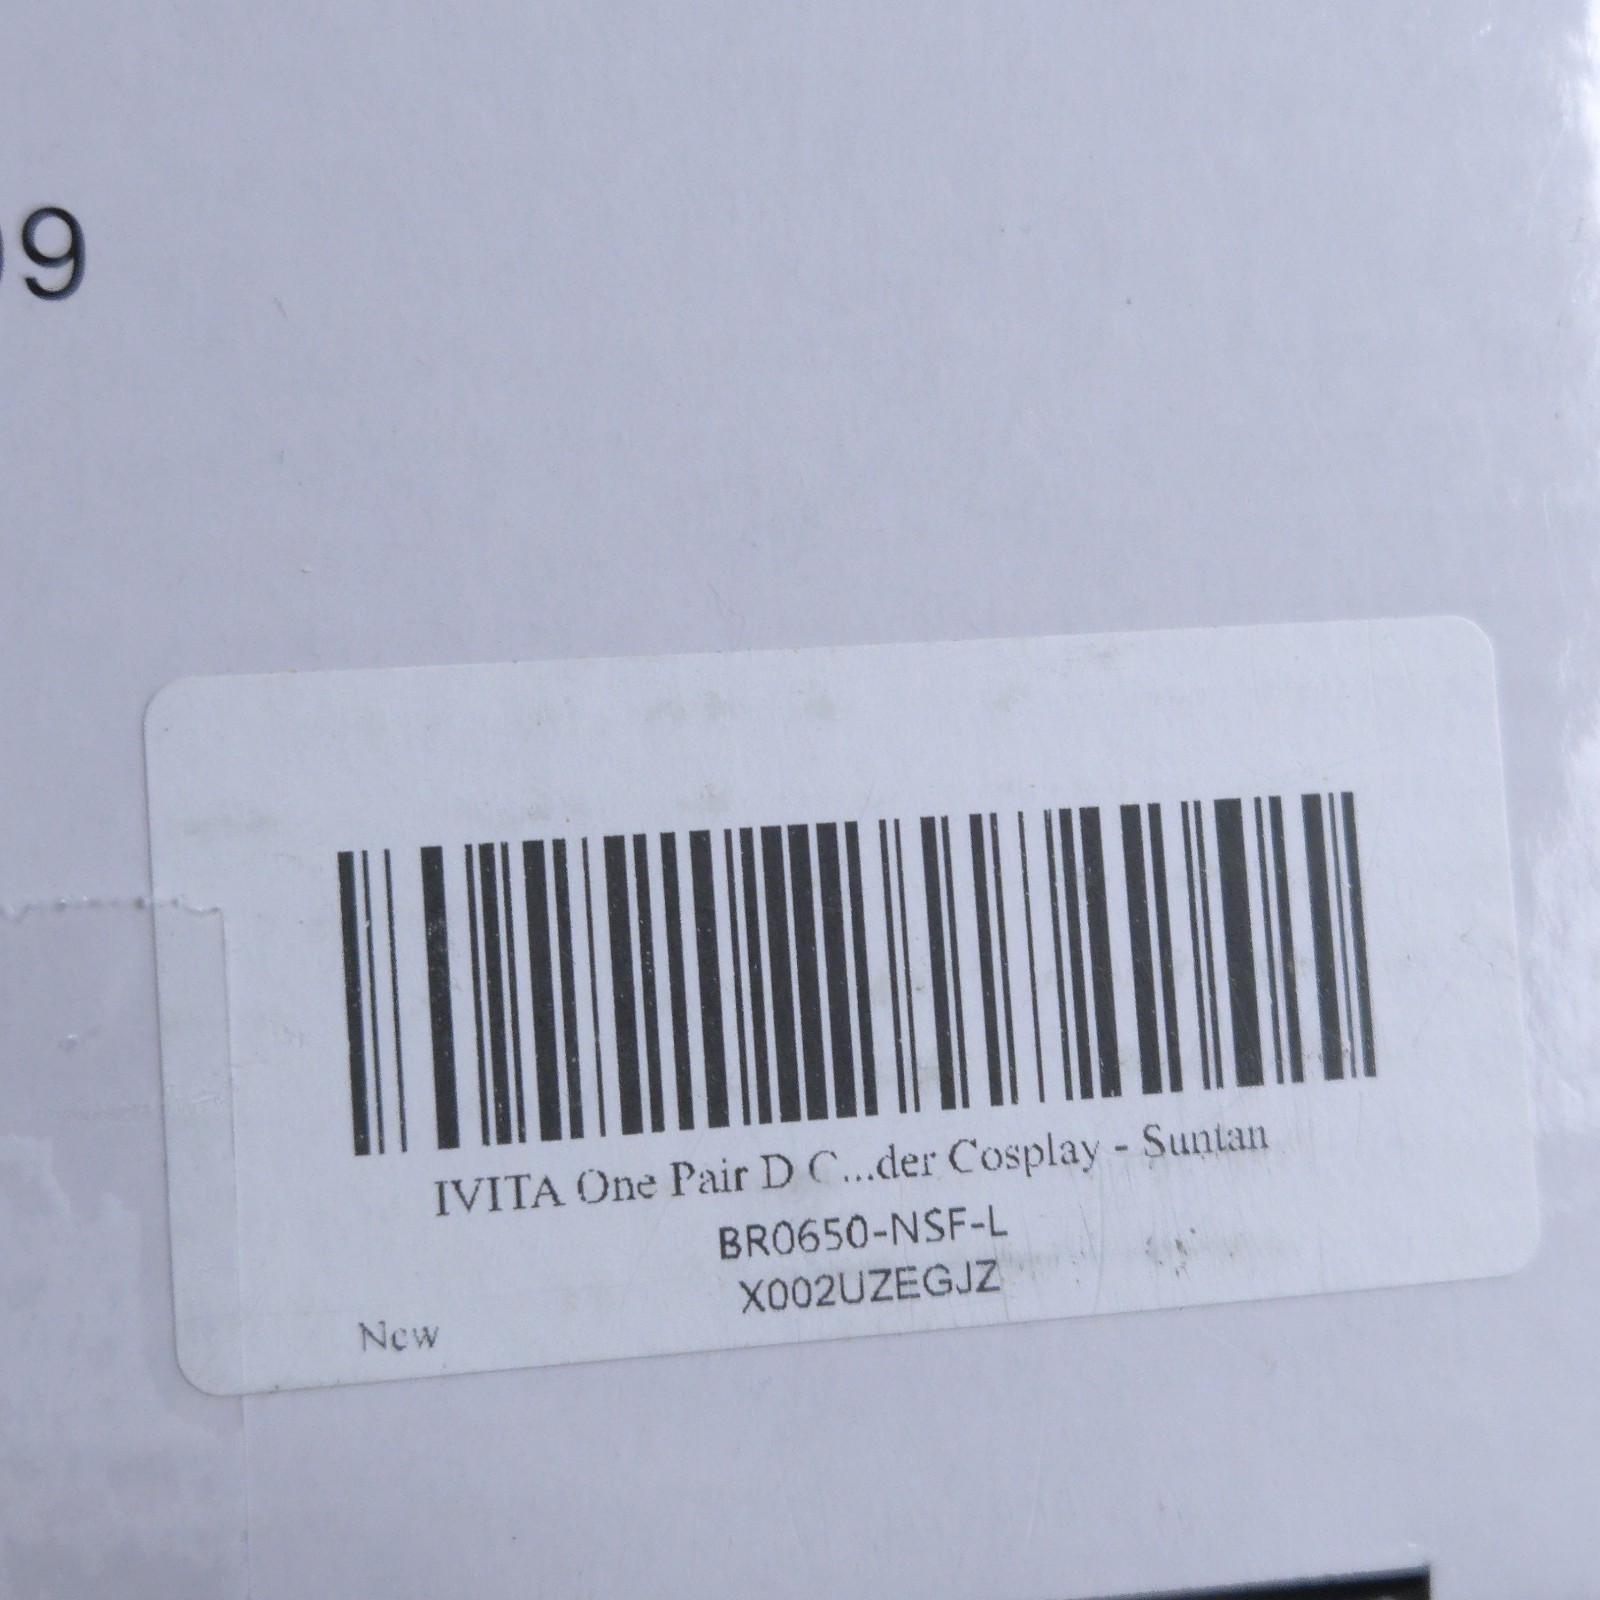 9
IVITA One Pair D C...der Cosplay - Suntan
BR0650-NSF-L
X002UZEGJZ
New